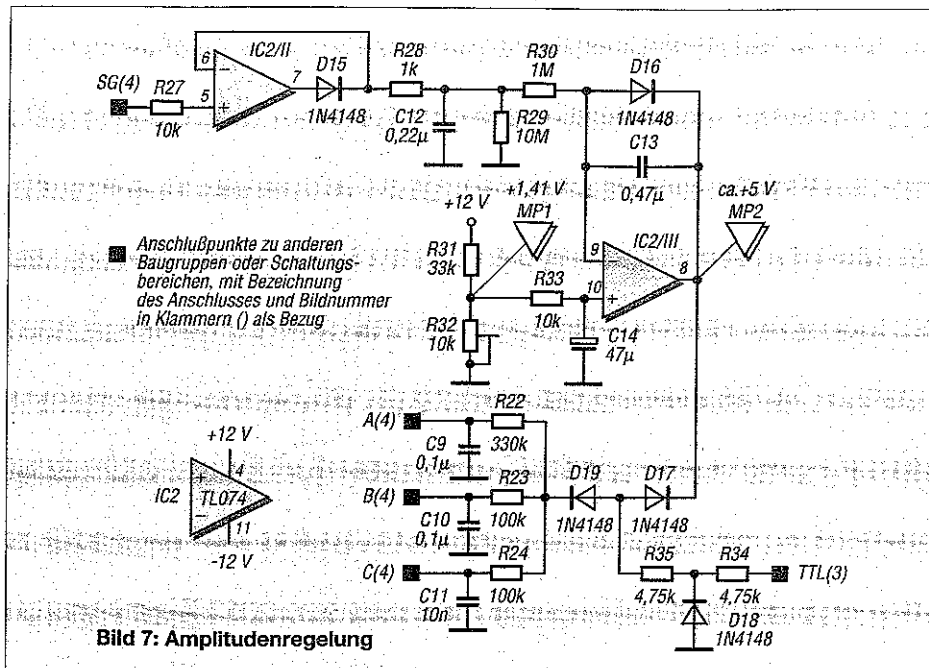 IC2/II
6
5
7
SG(4)
R27
10k
D15
1N4148
R28
1k
C12
0,22µ
R29
10M
R30
1M
D16
1N4148
C13
0,47µ
+1,41 V
MP1
ca.+5 V
MP2
+12 V
R31
33k
R32
10k
R33
10k
C14
47µ
9
10
8
IC2/III
Anschlußpunkte zu anderen
Baugruppen oder Schaltungs-
bereichen, mit Bezeichnung
des Anschlusses und Bildnummer
in Klammern () als Bezug
+12 V
4
IC2
TL074
11
-12 V
A(4)
R22
330k
C9
0,1µ
B(4)
R23
100k
C10
0,1µ
C(4)
R24
100k
C11
10n
D19
1N4148
D17
1N4148
R35
4,75k
R34
4,75k
TTL(3)
D18
1N4148
Bild 7: Amplitudenregelung